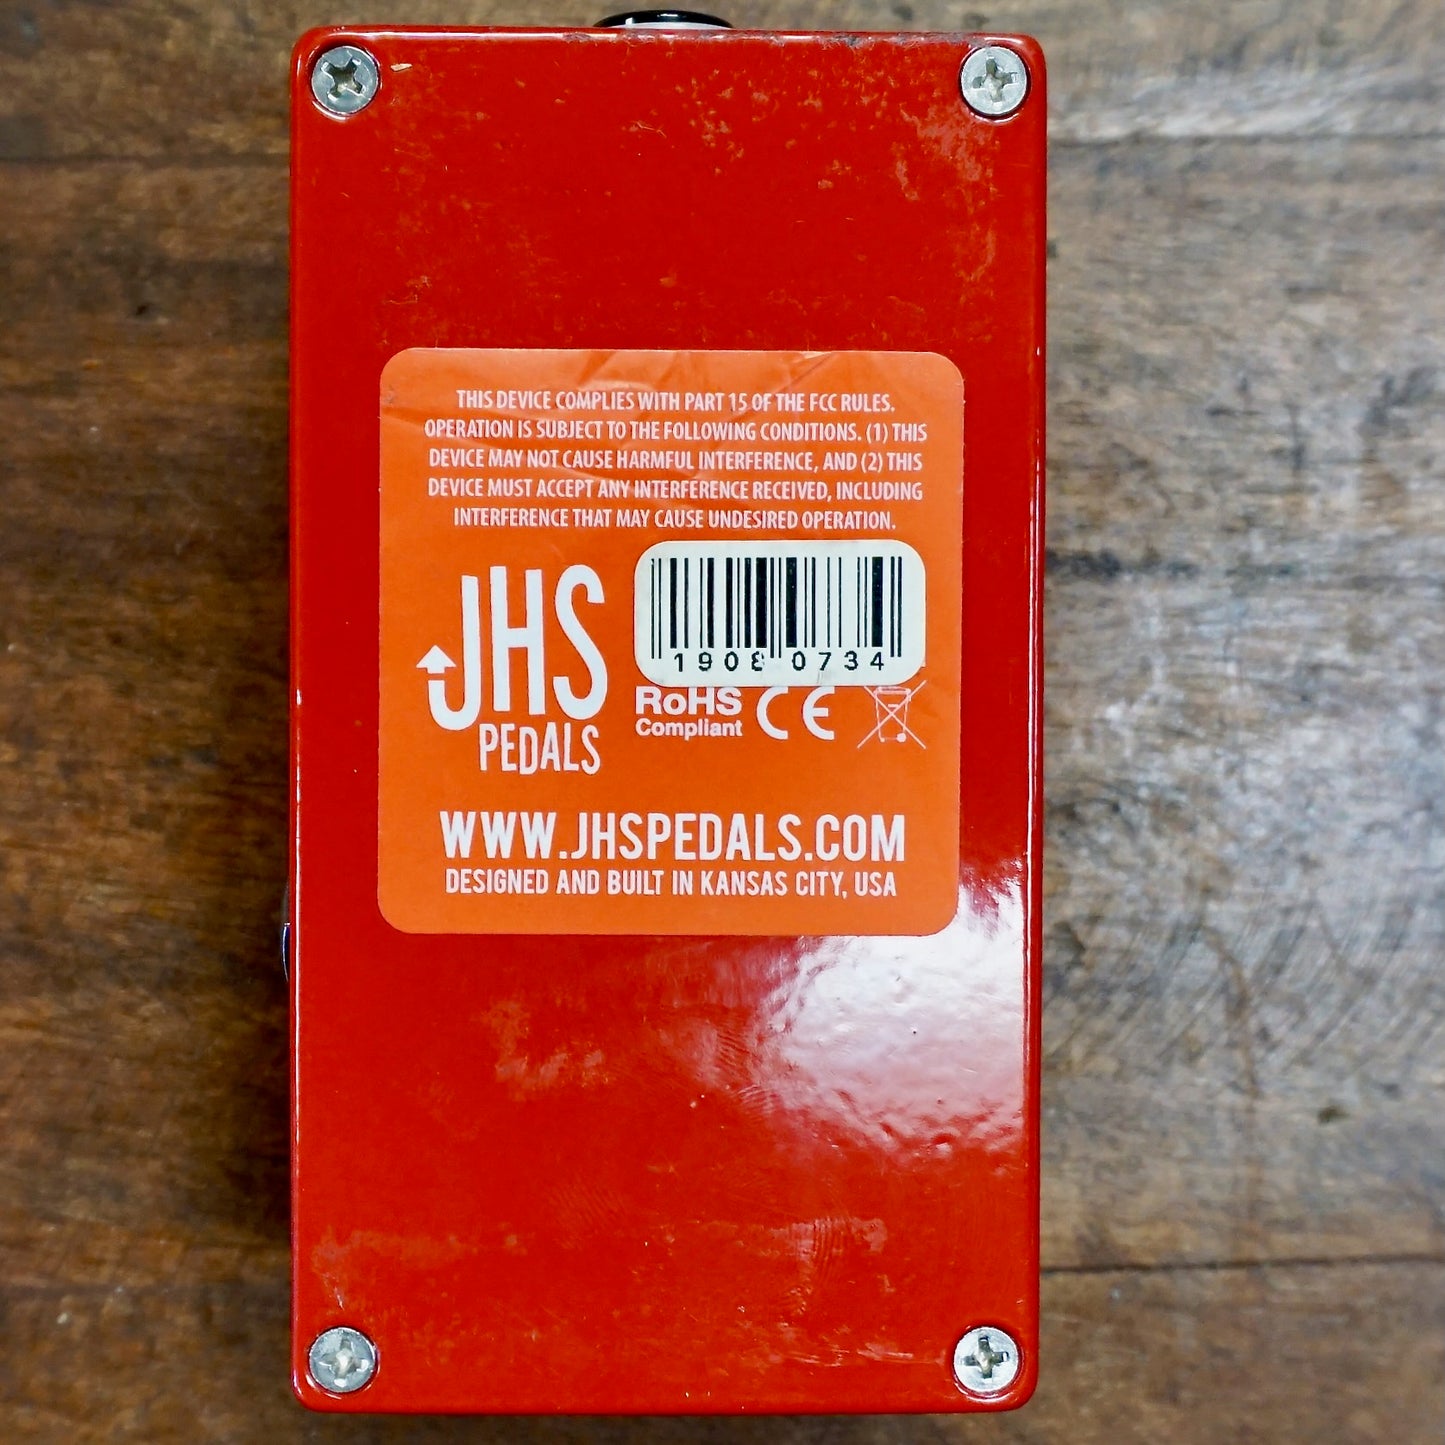 THIS DEVICE COMPLIES WITH PART 15 OF THE FCC RULES.
OPERATION IS SUBJECT TO THE FOLLOWING CONDITIONS. (1) THIS
DEVICE MAY NOT CAUSE HARMFUL INTERFERENCE, AND (2) THIS
DEVICE MUST ACCEPT ANY INTERFERENCE RECEIVED, INCLUDING
INTERFERENCE THAT MAY CAUSE UNDESIRED OPERATION.
JHS
PEDALS
1908 0734
RoHS
Compliant
CE
WWW.JHSPEDALS.COM
DESIGNED AND BUILT IN KANSAS CITY, USA